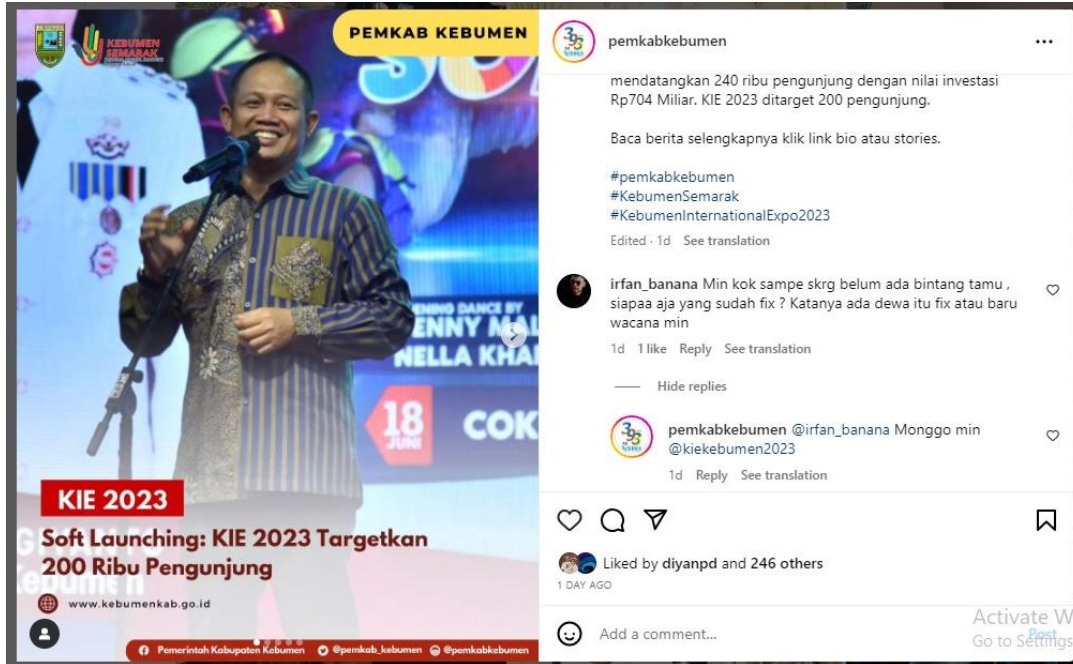 KEBUMEN
SEMARAK
PEMKAB KEBUMEN
OPENING DANCE BY
ENNY MAL
NELLA KHA
18
JUNI
COK
KIE 2023
Soft Launching: KIE 2023 Targetkan
200 Ribu Pengunjung
www.kebumenkab.go.id
Pemerintah Kabupaten Kebumen @pemkab_kebumen @pemkabkebumen
pemkabkebumen
mendatangkan 240 ribu pengunjung dengan nilai investasi
Rp704 Miliar. KIE 2023 ditarget 200 pengunjung.
Baca berita selengkapnya klik link bio atau stories.
#pemkabkebumen
#KebumenSemarak
#KebumenInternationalExpo2023
Edited · 1d See translation
irfan_banana Min kok sampe skrg belum ada bintang tamu ,
siapaa aja yang sudah fix ? Katanya ada dewa itu fix atau baru
wacana min
1d 1 like Reply See translation
Hide replies
pemkabkebumen @irfan_banana Monggo min
@kiekebumen2023
1d Reply See translation
Liked by diyanpd and 246 others
1 DAY AGO
Add a comment...
Post
Activate W
Go to Settings